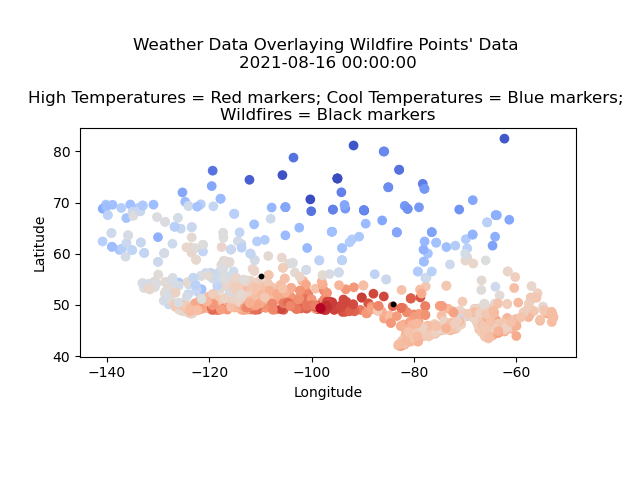 Weather Data Overlaying Wildfire Points' Data
2021-08-16 00:00:00
High Temperatures = Red markers; Cool Temperatures = Blue markers;
Wildfires = Black markers
80
70
60
50
40
Latitude
−140 −120 −100 −80 −60
Longitude